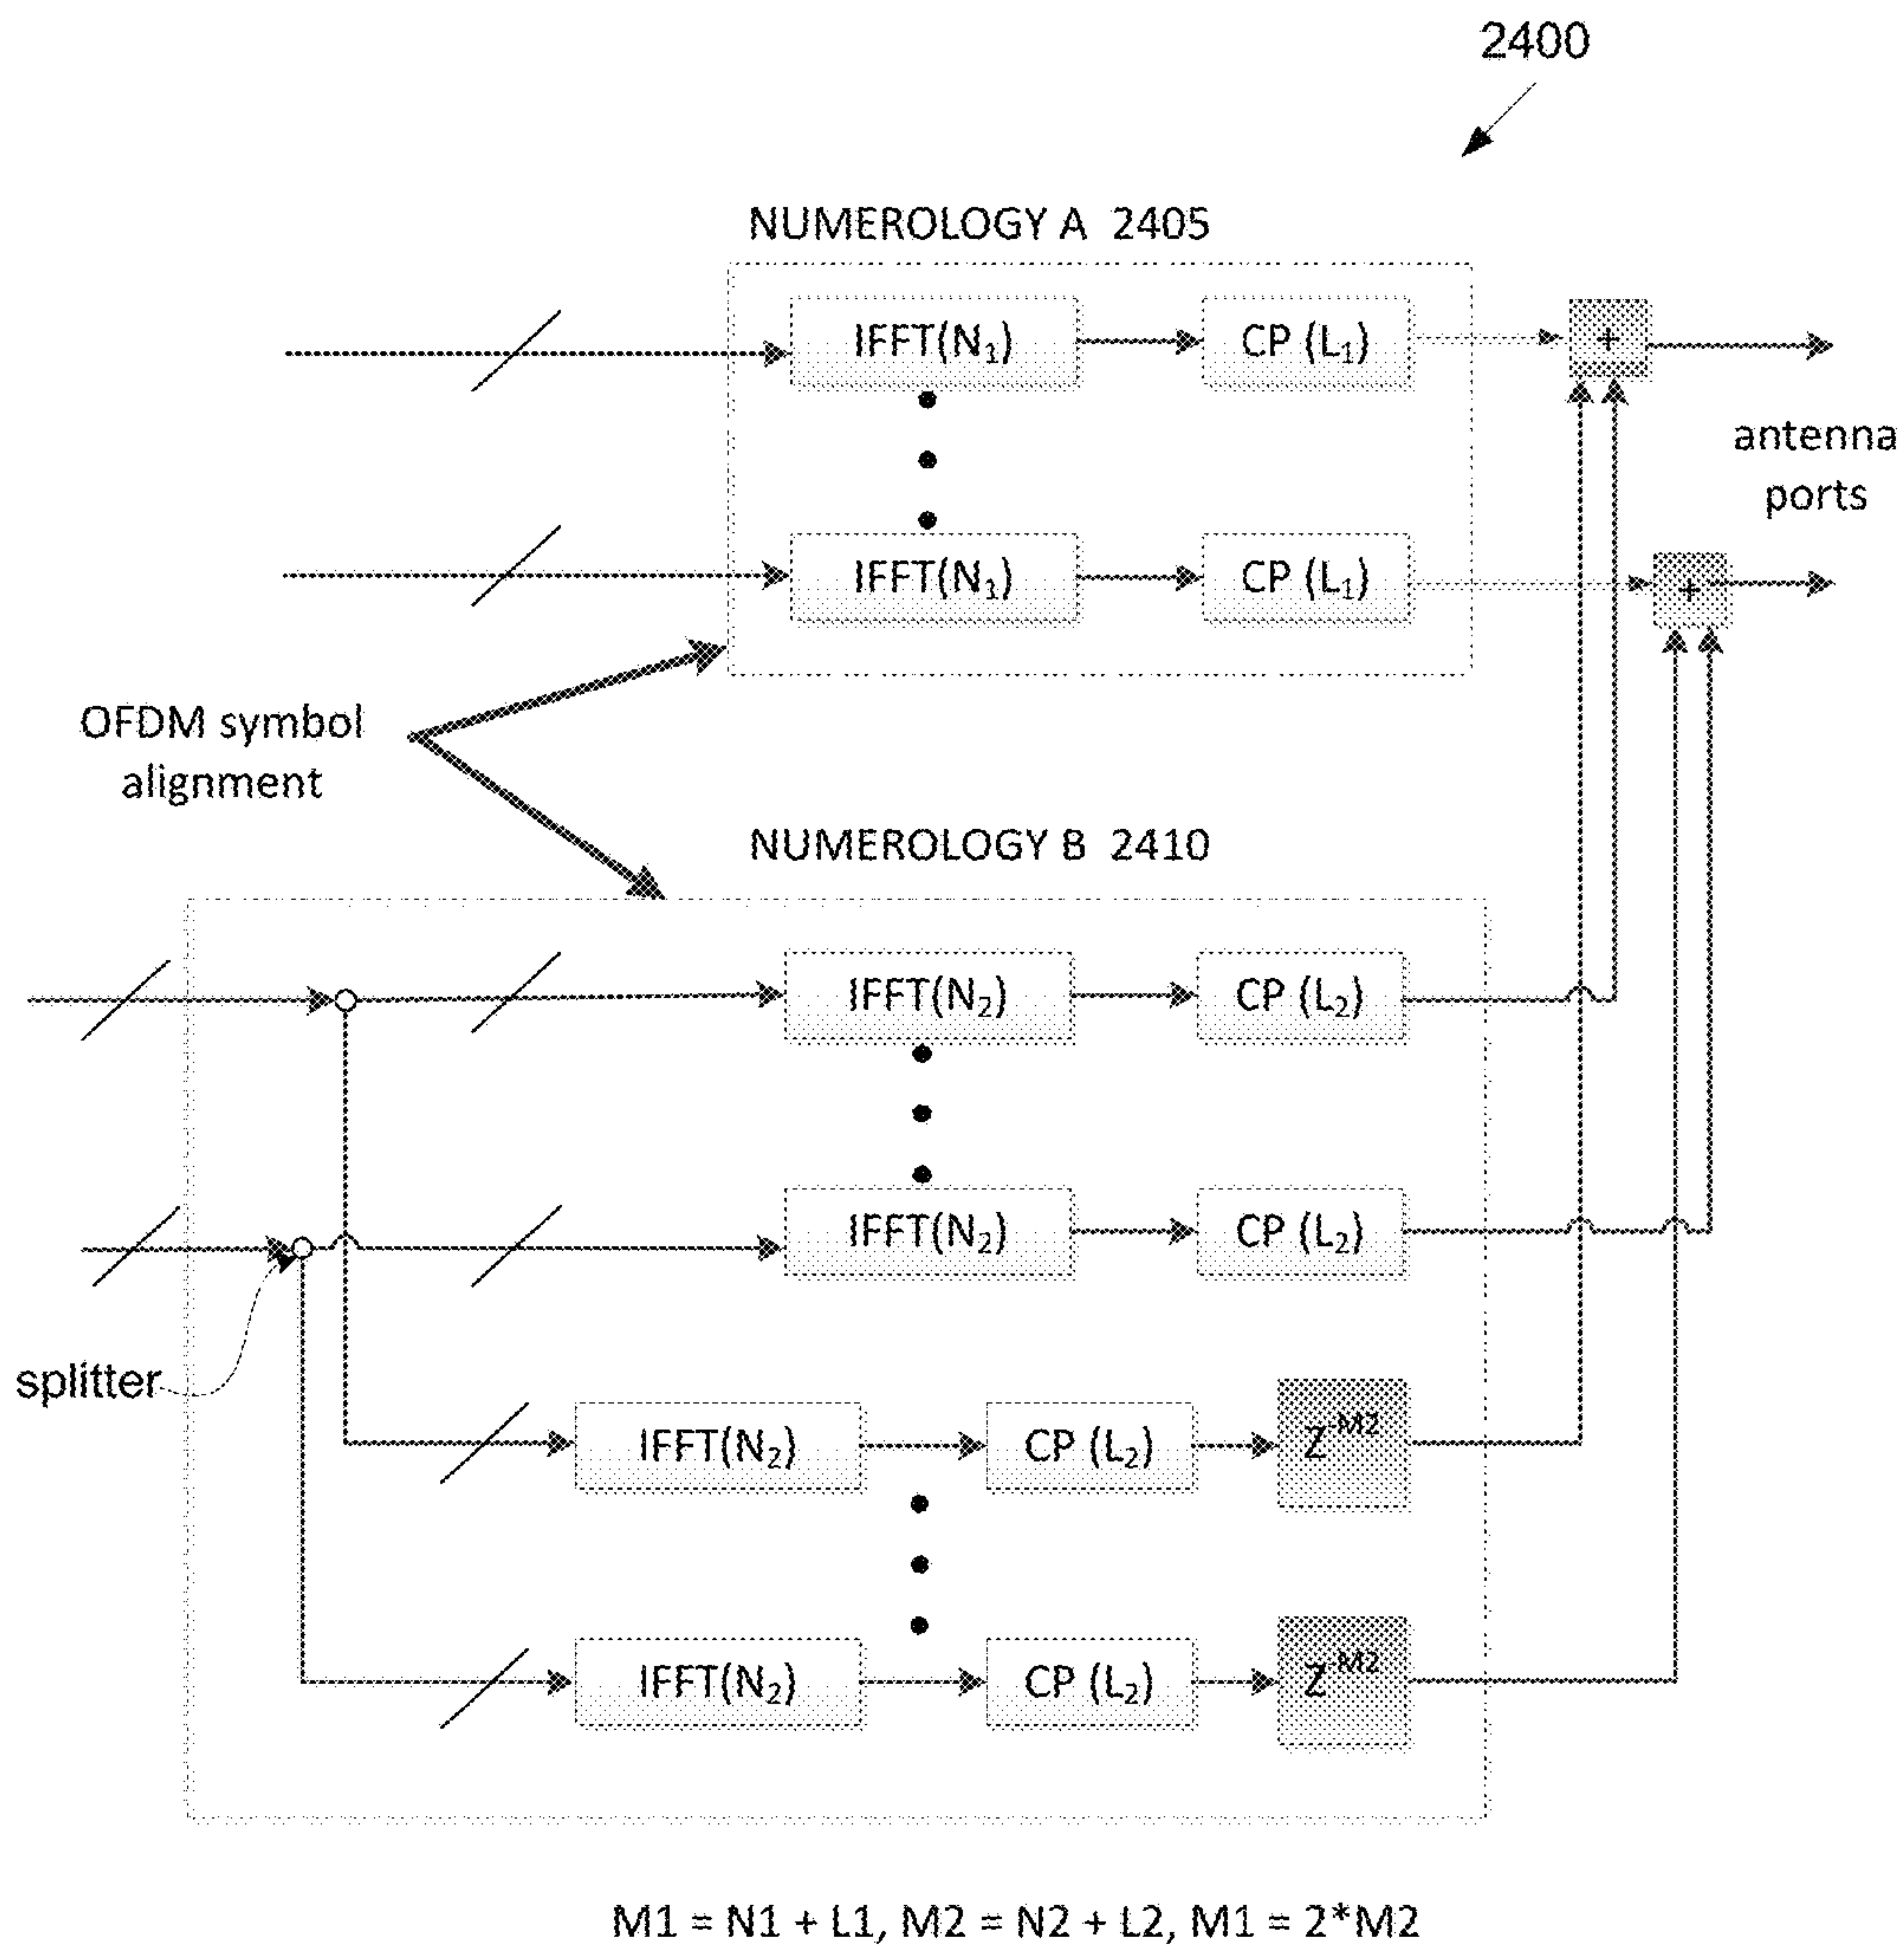 2400
NUMEROLOGY A 2405
IFFT(N₁)
CP (L₁)
+
antenna
ports
IFFT(N₁)
CP (L₁)
+
OFDM symbol
alignment
NUMEROLOGY B 2410
IFFT(N₂)
CP (L₂)
IFFT(N₂)
CP (L₂)
splitter
IFFT(N₂)
CP (L₂)
Z⁻ᴹ²
IFFT(N₂)
CP (L₂)
Z⁻ᴹ²
M1 = N1 + L1, M2 = N2 + L2, M1 = 2*M2